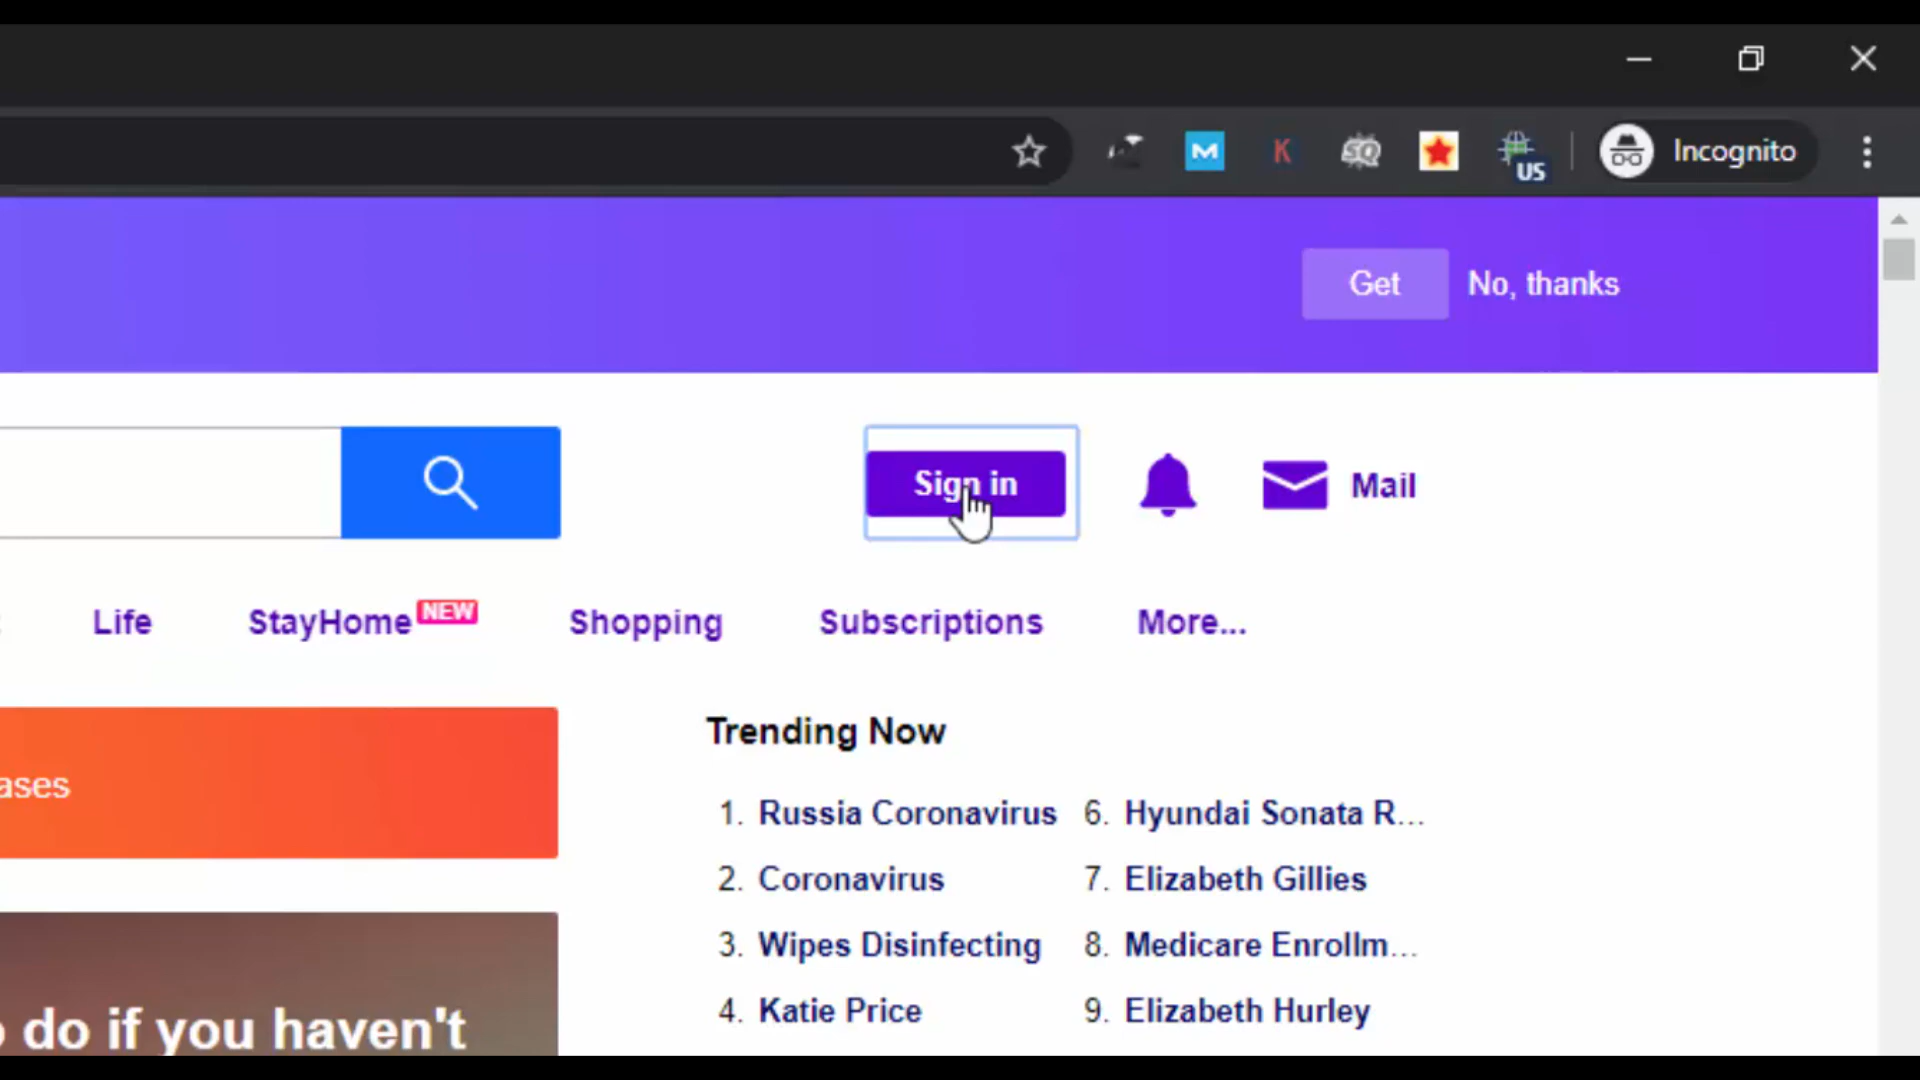 K
SQ
US
Incognito
Get
No, thanks
Sign in
Mail
Life
StayHome NEW
Shopping
Subscriptions
More...
Trending Now
ases
1. Russia Coronavirus
2. Coronavirus
3. Wipes Disinfecting
4. Katie Price
6. Hyundai Sonata R...
7. Elizabeth Gillies
8. Medicare Enrollm...
9. Elizabeth Hurley
do if you haven't